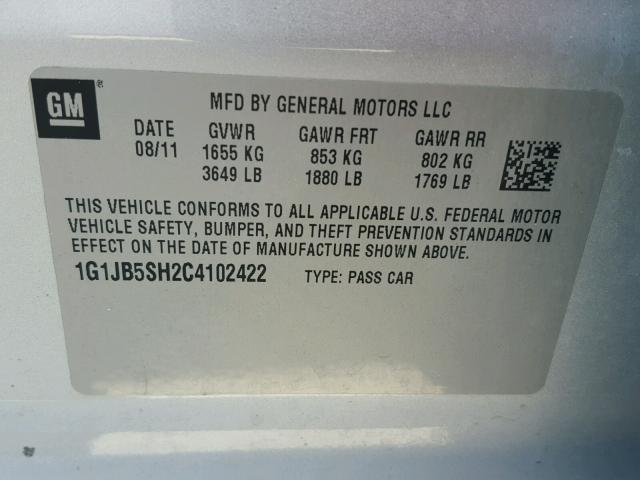 GM®
MFD BY GENERAL MOTORS LLC
DATE GVWR GAWR FRT GAWR RR
08/11 1655 KG 853 KG 802 KG
3649 LB 1880 LB 1769 LB
THIS VEHICLE CONFORMS TO ALL APPLICABLE U.S. FEDERAL MOTOR
VEHICLE SAFETY, BUMPER, AND THEFT PREVENTION STANDARDS IN
EFFECT ON THE DATE OF MANUFACTURE SHOWN ABOVE.
1G1JB5SH2C4102422 TYPE: PASS CAR